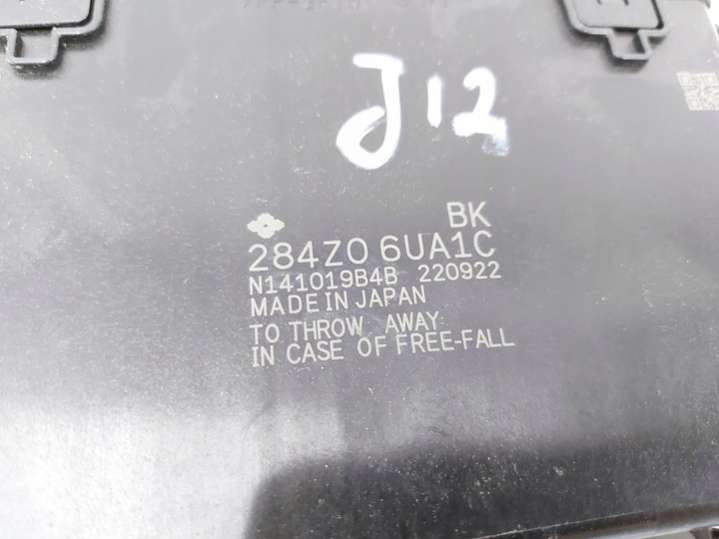 J12
BK
284Z0 6UA1C
N141019B4B 220922
MADE IN JAPAN
TO THROW AWAY
IN CASE OF FREE-FALL